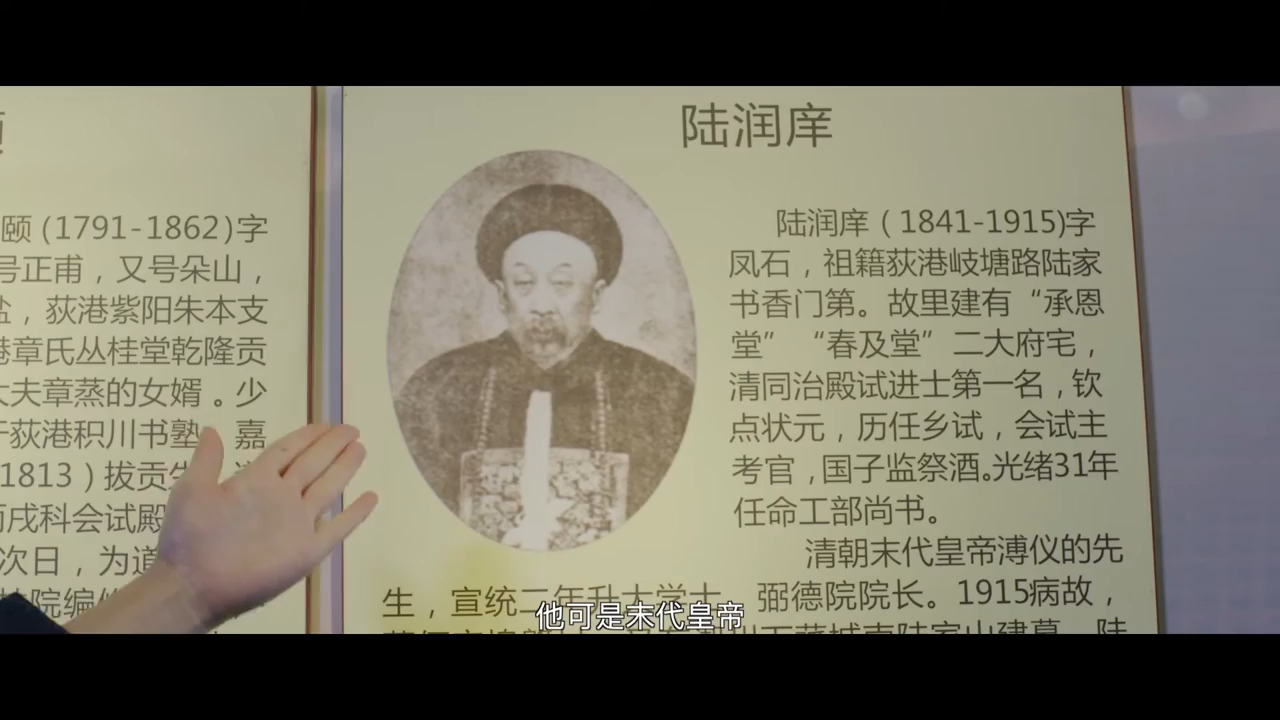 颐(1791-1862)字
号正甫，又号朵山，
荻港紫阳朱本支
港章氏丛桂堂乾隆贡
大夫章蒸的女婿。少
于荻港积川书塾。嘉
1813）拔贡生
丙戌科会试殿
次日，为道
院编修
陆润庠
陆润庠（1841-1915)字
凤石，祖籍荻港岐塘路陆家
书香门第。故里建有“承恩
堂”“春及堂”二大府宅，
清同治殿试进士第一名，钦
点状元，历任乡试，会试主
考官，国子监祭酒。光绪31年
任命工部尚书。
清朝末代皇帝溥仪的先
生，宣统二年升大学士，弼德院院长。1915病故，
他可是末代皇帝